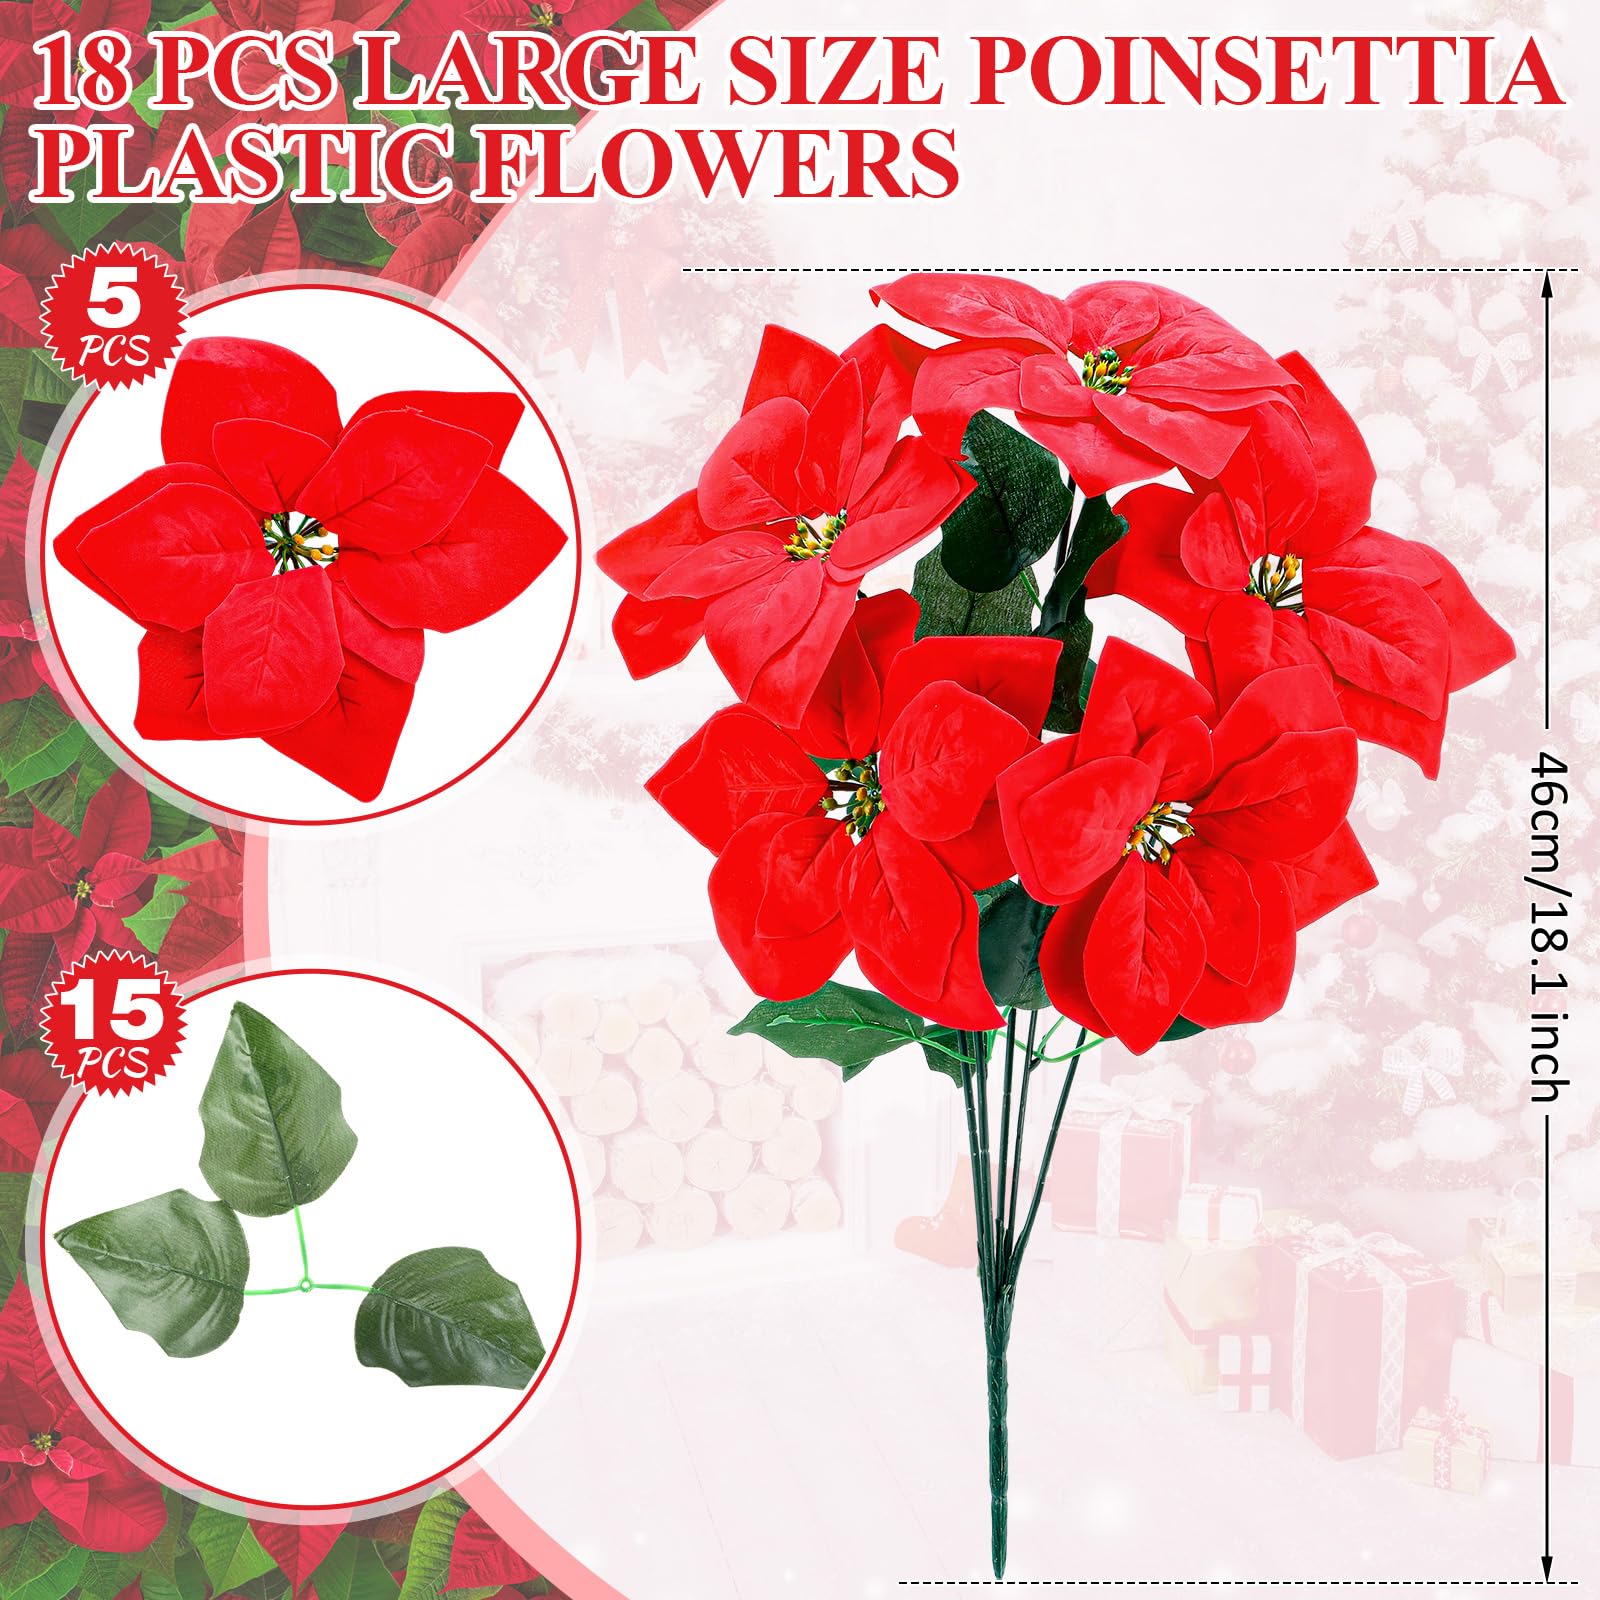 18 PCS LARGE SIZE POINSETTIA
PLASTIC FLOWERS
5
PCS
15
PCS
46cm/18.1 inch